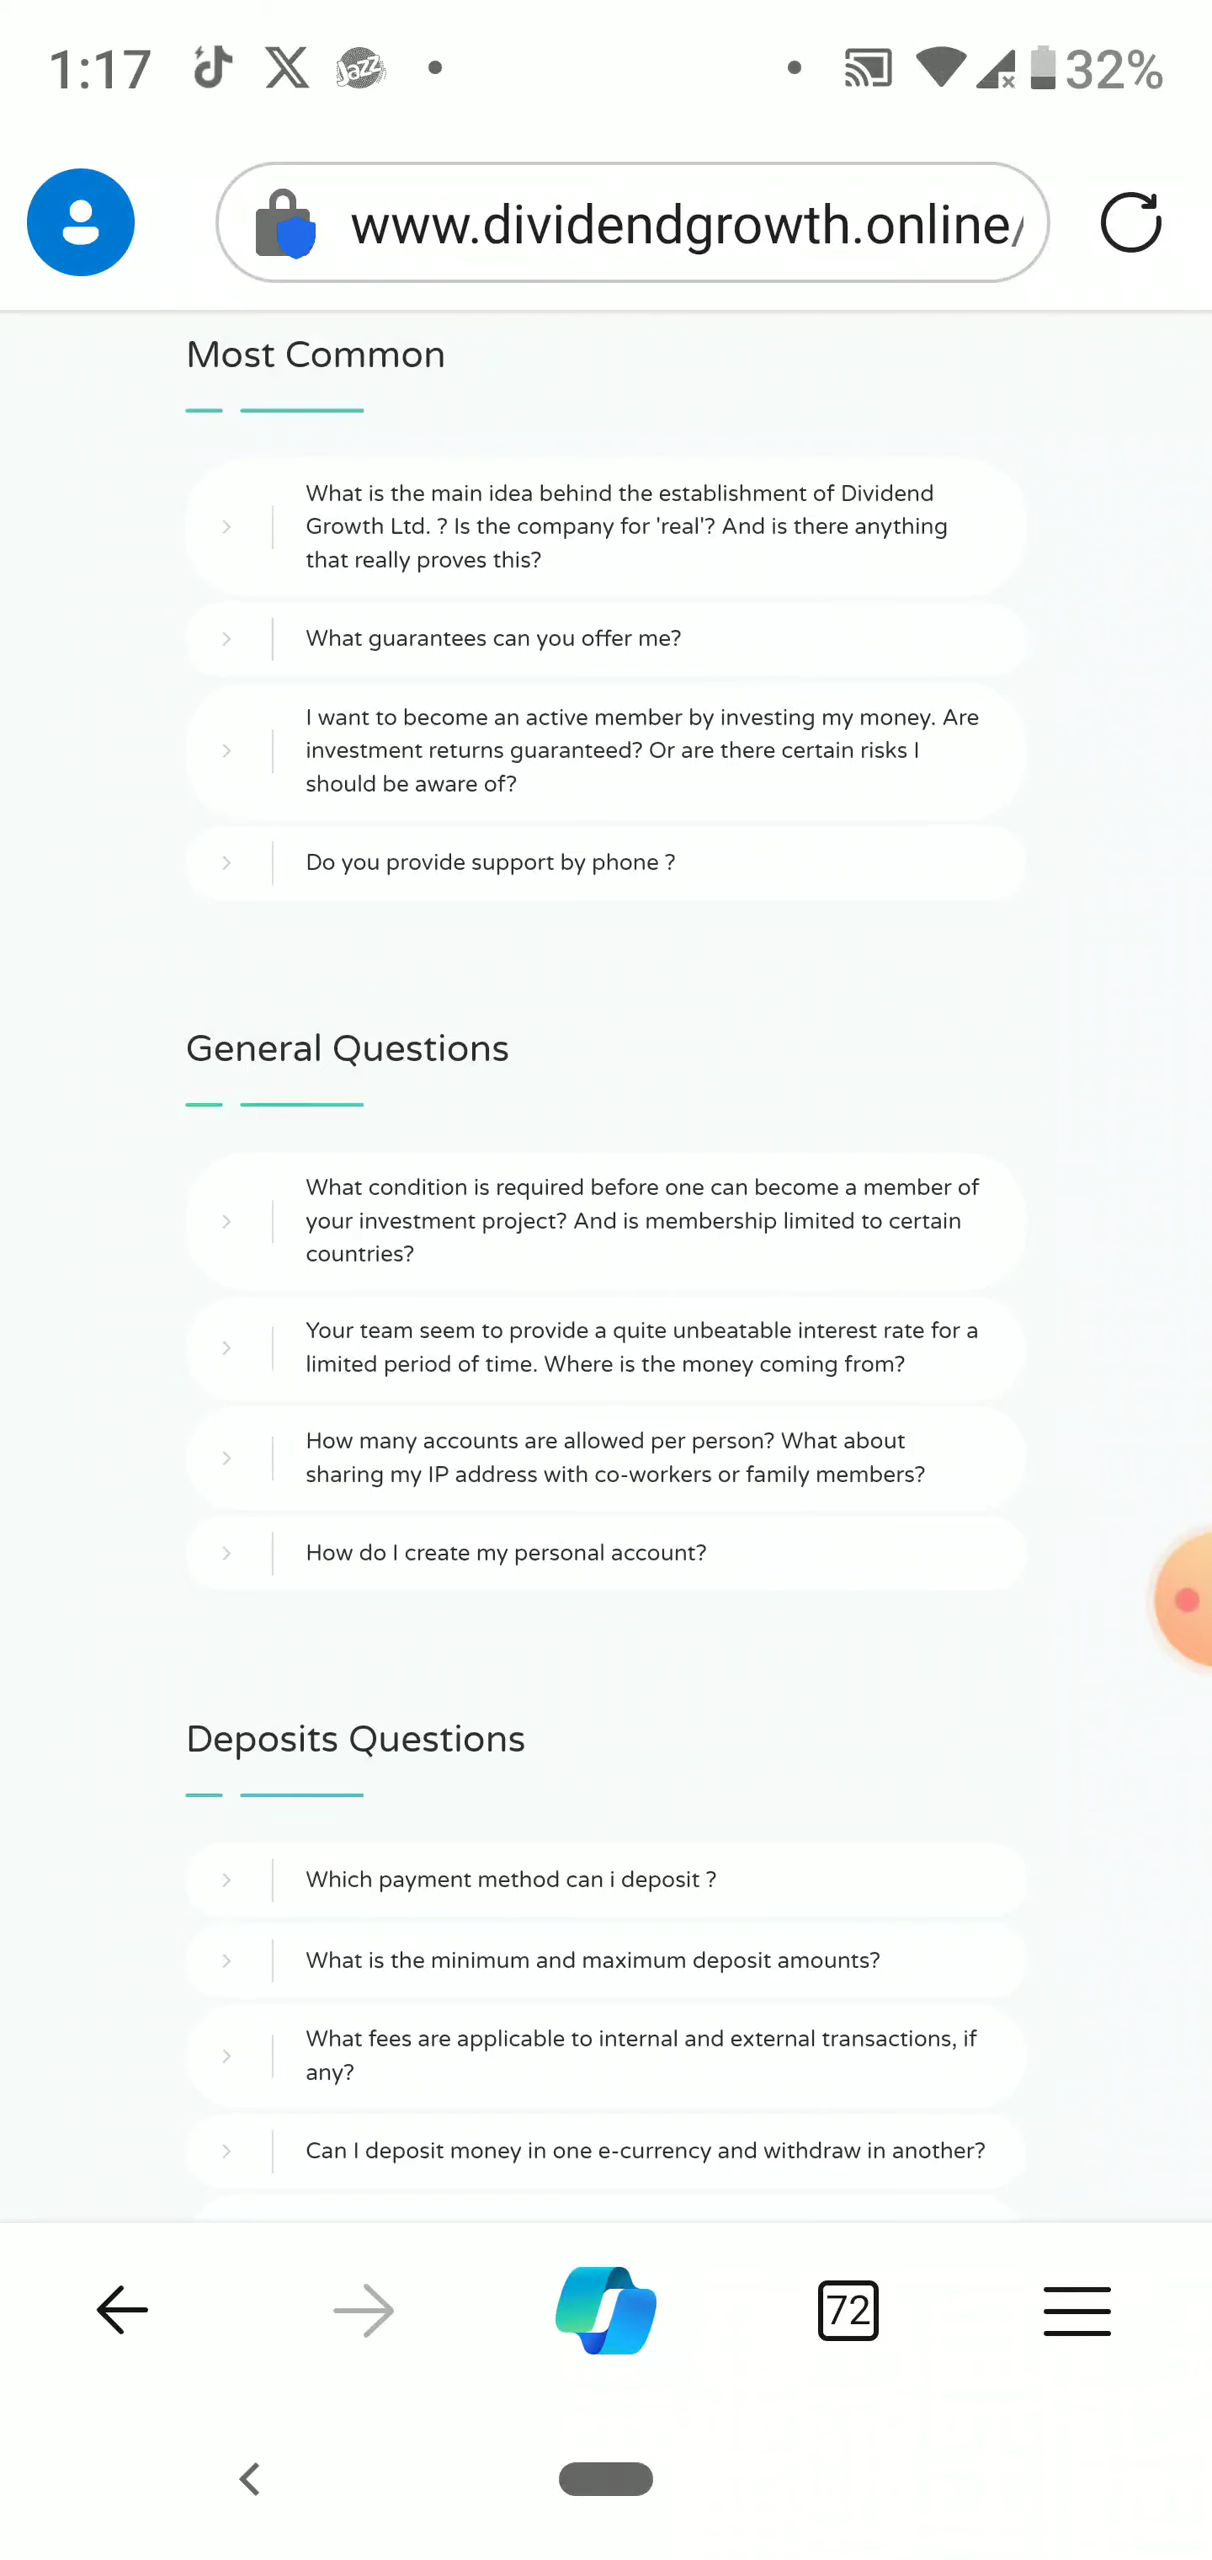 1:17
Jazz
32%
www.dividendgrowth.online/
Most Common
What is the main idea behind the establishment of Dividend
Growth Ltd. ? Is the company for 'real'? And is there anything
that really proves this?
What guarantees can you offer me?
I want to become an active member by investing my money. Are
investment returns guaranteed? Or are there certain risks I
should be aware of?
Do you provide support by phone ?
General Questions
What condition is required before one can become a member of
your investment project? And is membership limited to certain
countries?
Your team seem to provide a quite unbeatable interest rate for a
limited period of time. Where is the money coming from?
How many accounts are allowed per person? What about
sharing my IP address with co-workers or family members?
How do I create my personal account?
Deposits Questions
Which payment method can i deposit ?
What is the minimum and maximum deposit amounts?
What fees are applicable to internal and external transactions, if
any?
Can I deposit money in one e-currency and withdraw in another?
72